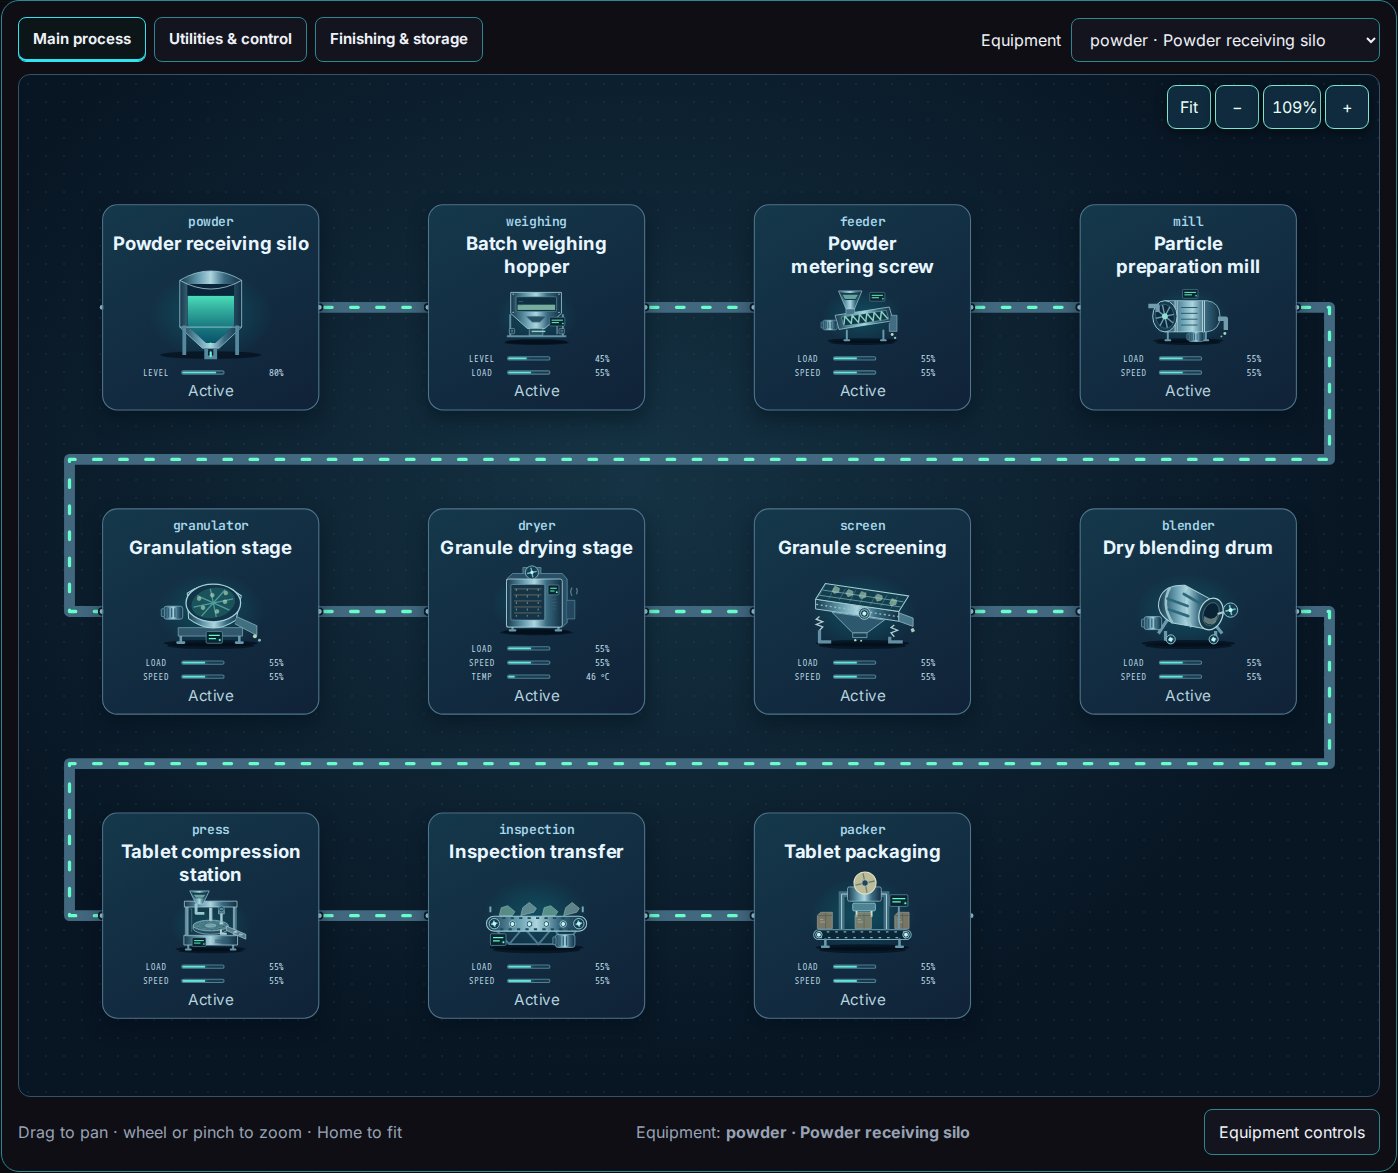 Main process
Utilities & control
Finishing & storage
Equipment
powder · Powder receiving silo
Fit
−
109%
+
powder
Powder receiving silo
LEVEL 80%
Active
weighing
Batch weighing
hopper
LEVEL 45%
LOAD 55%
Active
feeder
Powder
metering screw
LOAD 55%
SPEED 55%
Active
mill
Particle
preparation mill
LOAD 55%
SPEED 55%
Active
granulator
Granulation stage
LOAD 55%
SPEED 55%
Active
dryer
Granule drying stage
LOAD 55%
SPEED 55%
TEMP 46 °C
Active
screen
Granule screening
LOAD 55%
SPEED 55%
Active
blender
Dry blending drum
LOAD 55%
SPEED 55%
Active
press
Tablet compression
station
LOAD 55%
SPEED 55%
Active
inspection
Inspection transfer
LOAD 55%
SPEED 55%
Active
packer
Tablet packaging
LOAD 55%
SPEED 55%
Active
Drag to pan · wheel or pinch to zoom · Home to fit
Equipment: powder · Powder receiving silo
Equipment controls